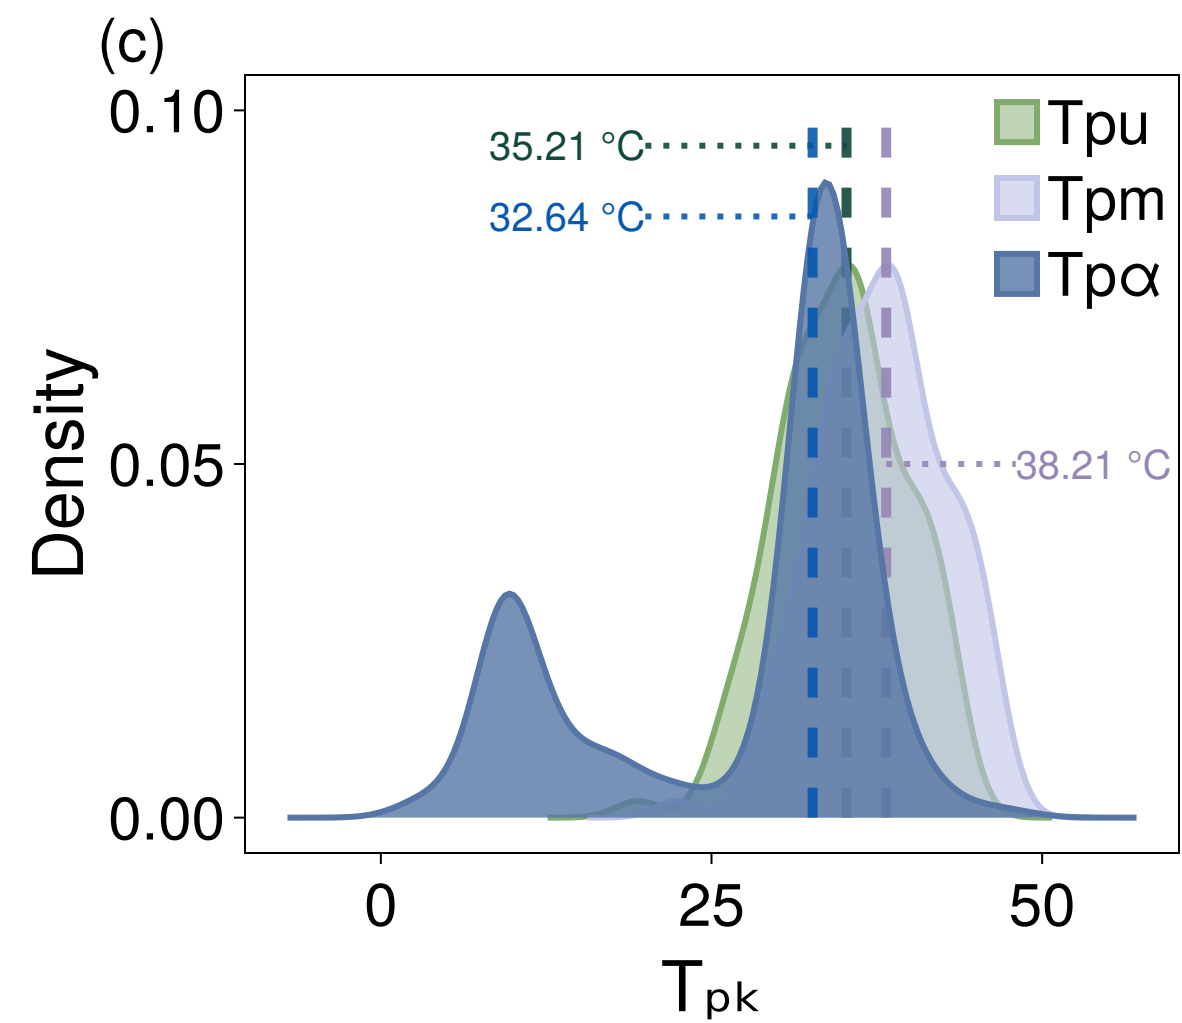 (c)
0.10
0.05
0.00
Density
35.21 °C
32.64 °C
38.21 °C
Tpu
Tpm
Tpα
0 25 50
Tpk